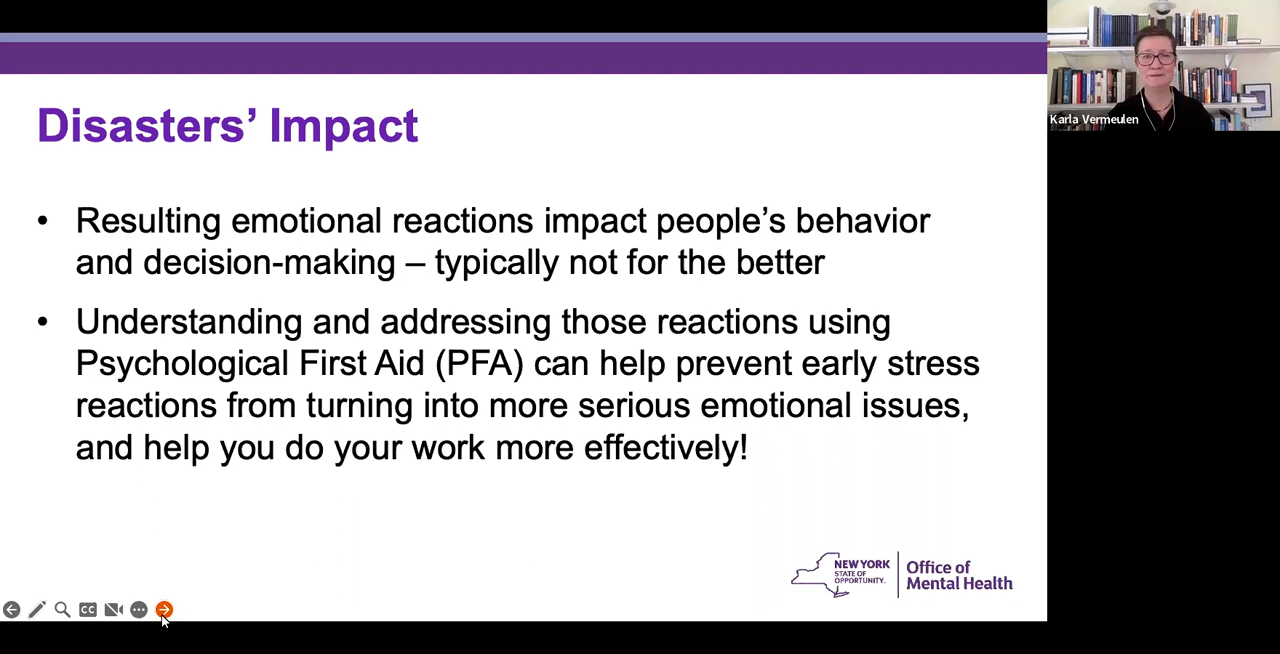 Disasters’ Impact
• Resulting emotional reactions impact people’s behavior
and decision-making – typically not for the better
• Understanding and addressing those reactions using
Psychological First Aid (PFA) can help prevent early stress
reactions from turning into more serious emotional issues,
and help you do your work more effectively!
NEW YORK
STATE OF
OPPORTUNITY.
Office of
Mental Health
Karla Vermeulen
CC